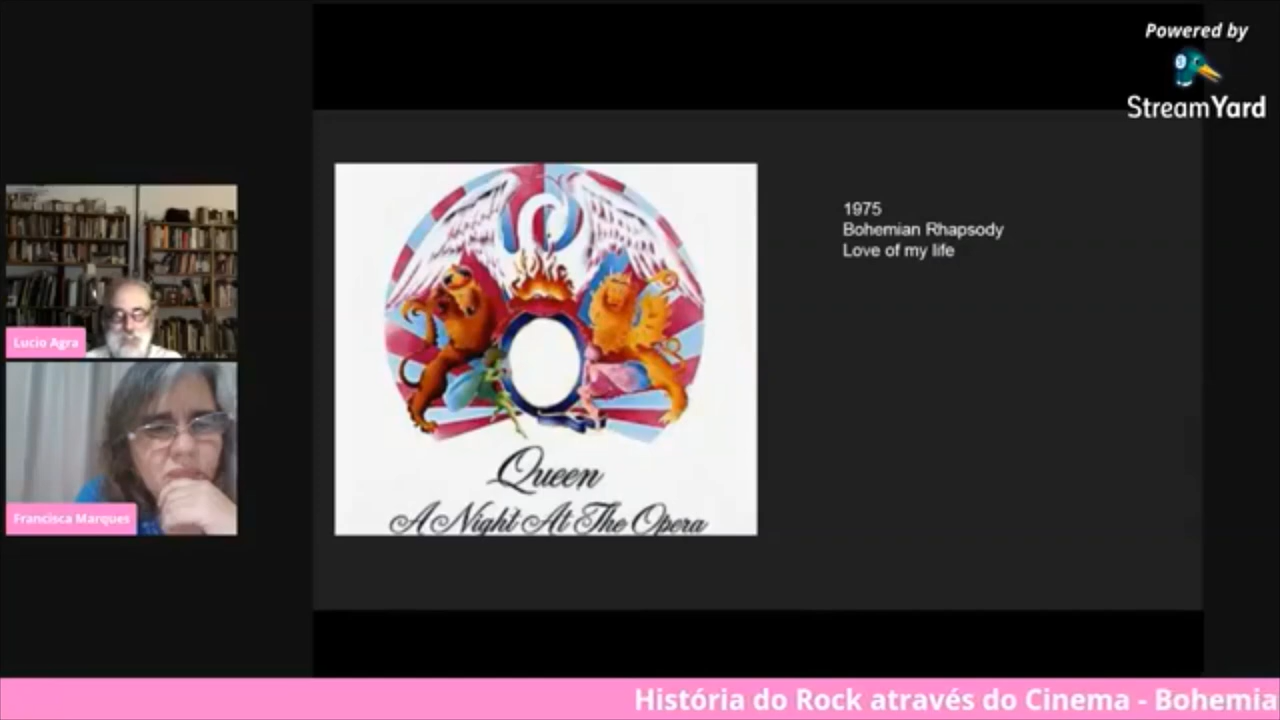 Powered by
StreamYard
1975
Bohemian Rhapsody
Love of my life
Lucio Agra
Queen
A Night At The Opera
Francisca Marques
História do Rock através do Cinema - Bohemia